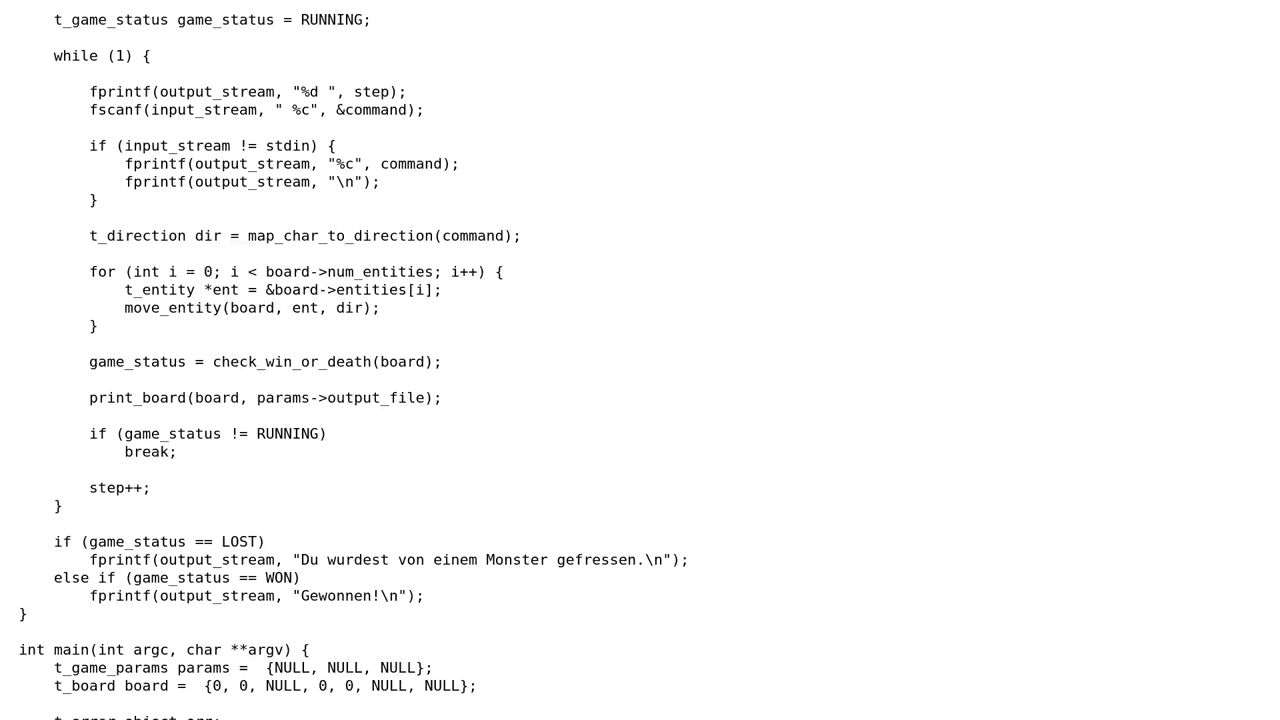 t_game_status game_status = RUNNING;
while (1) {
fprintf(output_stream, "%d ", step);
fscanf(input_stream, " %c", &command);
if (input_stream != stdin) {
fprintf(output_stream, "%c", command);
fprintf(output_stream, "\n");
}
t_direction dir = map_char_to_direction(command);
for (int i = 0; i < board->num_entities; i++) {
t_entity *ent = &board->entities[i];
move_entity(board, ent, dir);
}
game_status = check_win_or_death(board);
print_board(board, params->output_file);
if (game_status != RUNNING)
break;
step++;
}
if (game_status == LOST)
fprintf(output_stream, "Du wurdest von einem Monster gefressen.\n");
else if (game_status == WON)
fprintf(output_stream, "Gewonnen!\n");
}
int main(int argc, char **argv) {
t_game_params params =  {NULL, NULL, NULL};
t_board board =  {0, 0, NULL, 0, 0, NULL, NULL};